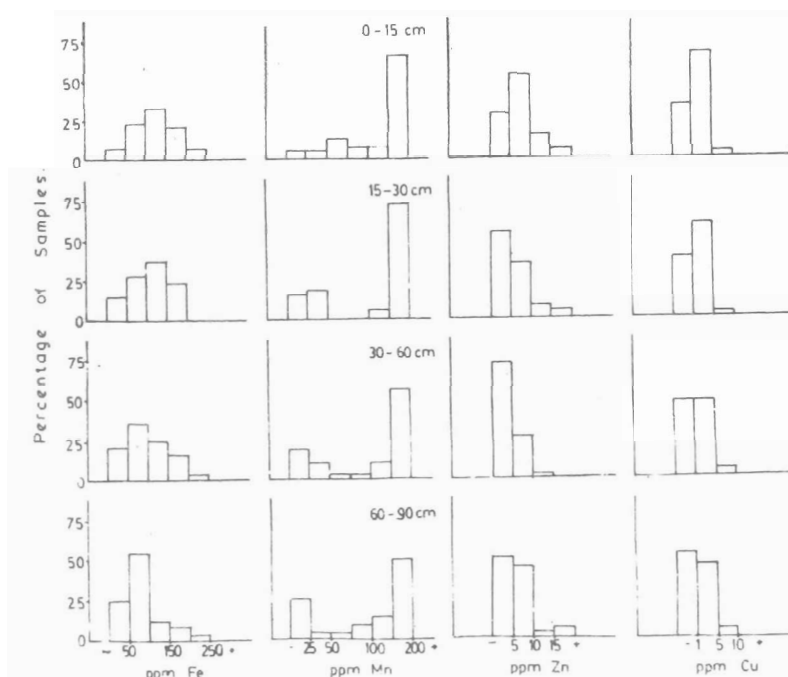 0-15 cm
75
50
25
0
15-30 cm
75
50
25
0
Percentage of Samples.
30-60 cm
75
50
25
0
60-90 cm
75
50
25
0
- 50 150 250 +
- 25 50 100 200 +
- 5 10 15 +
- 1 5 10 +
ppm Fe
ppm Mn
ppm Zn
ppm Cu